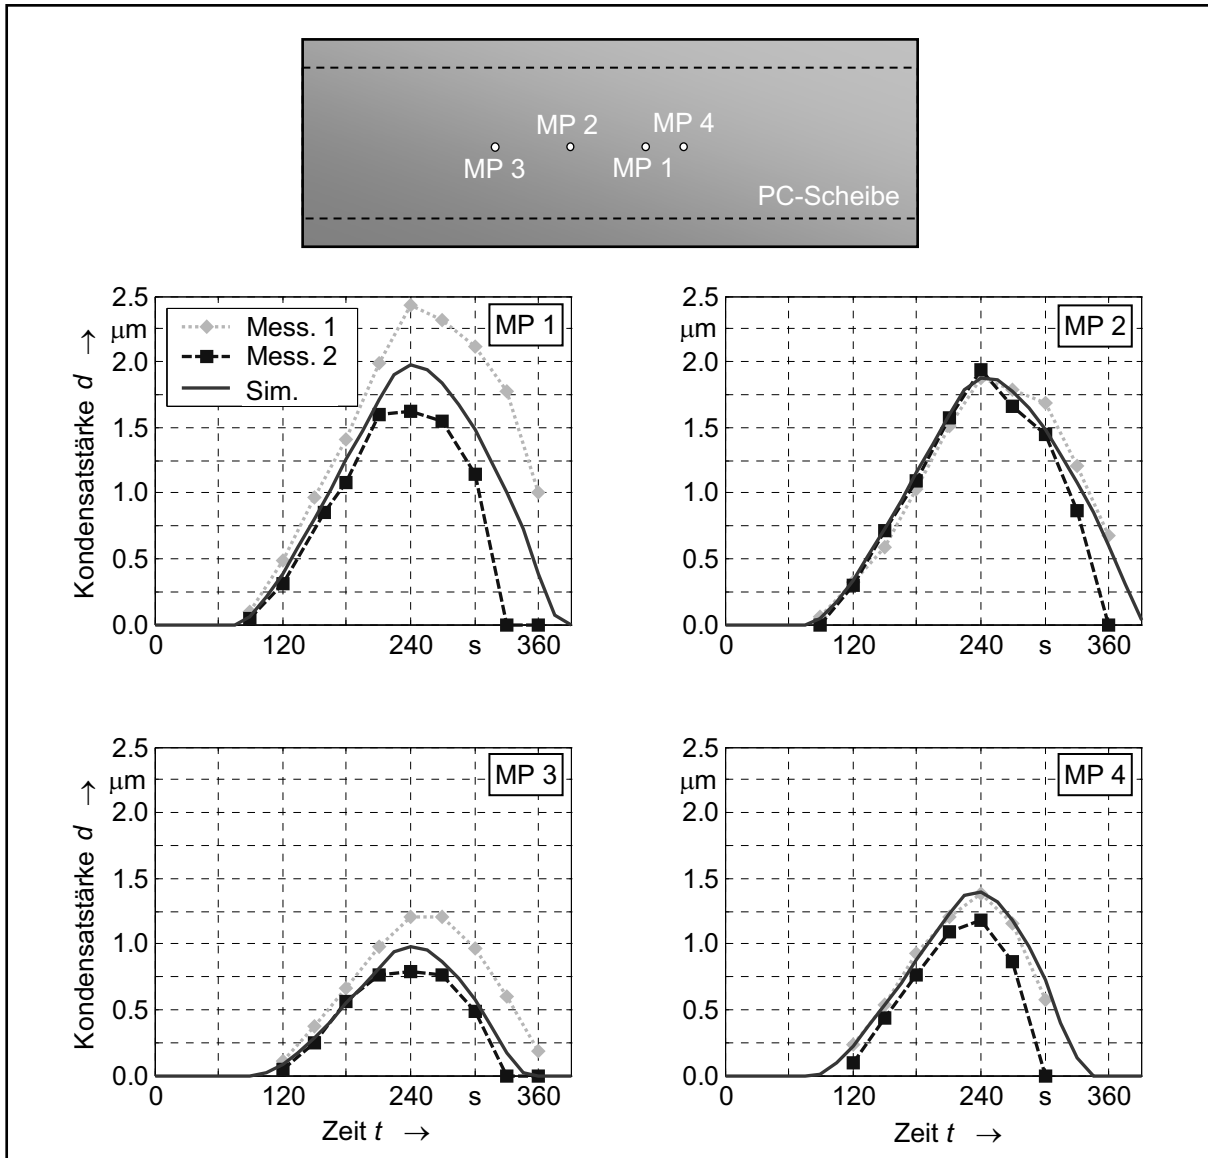 MP 2 MP 4
MP 3 MP 1
PC-Scheibe
Kondensatstärke d →
2.5
µm
2.0
1.5
1.0
0.5
0.0
0 120 240 s 360
Mess. 1
Mess. 2
Sim.
MP 1
2.5
µm
2.0
1.5
1.0
0.5
0.0
0 120 240 s 360
MP 2
Kondensatstärke d →
2.5
µm
2.0
1.5
1.0
0.5
0.0
0 120 240 s 360
Zeit t →
MP 3
2.5
µm
2.0
1.5
1.0
0.5
0.0
0 120 240 s 360
Zeit t →
MP 4